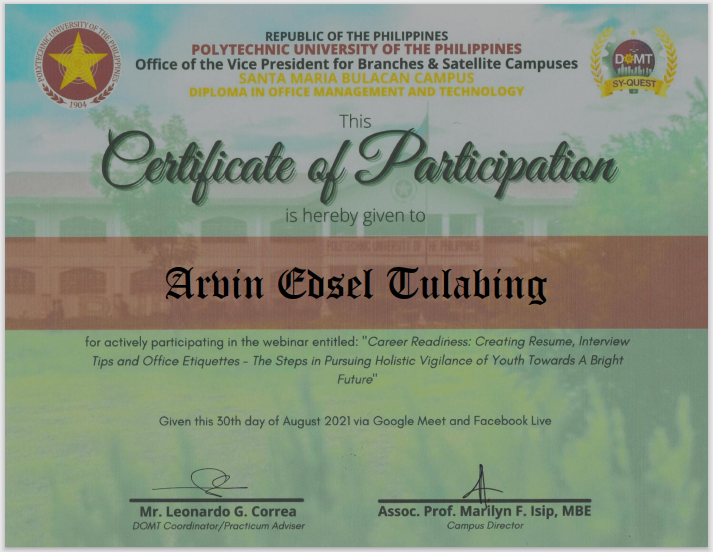 REPUBLIC OF THE PHILIPPINES
POLYTECHNIC UNIVERSITY OF THE PHILIPPINES
Office of the Vice President for Branches & Satellite Campuses
SANTA MARIA BULACAN CAMPUS
DIPLOMA IN OFFICE MANAGEMENT AND TECHNOLOGY
POLYTECHNIC UNIVERSITY OF THE PHILIPPINES
1904
DOMT
SY-QUEST
This
Certificate of Participation
is hereby given to
POLYTECHNIC UNIVERSITY OF THE PHILIPPINES
Arvin Edsel Tulabing
for actively participating in the webinar entitled: "Career Readiness: Creating Resume, Interview
Tips and Office Etiquettes - The Steps in Pursuing Holistic Vigilance of Youth Towards A Bright
Future"
Given this 30th day of August 2021 via Google Meet and Facebook Live
Mr. Leonardo G. Correa
DOMT Coordinator/Practicum Adviser
Assoc. Prof. Marilyn F. Isip, MBE
Campus Director